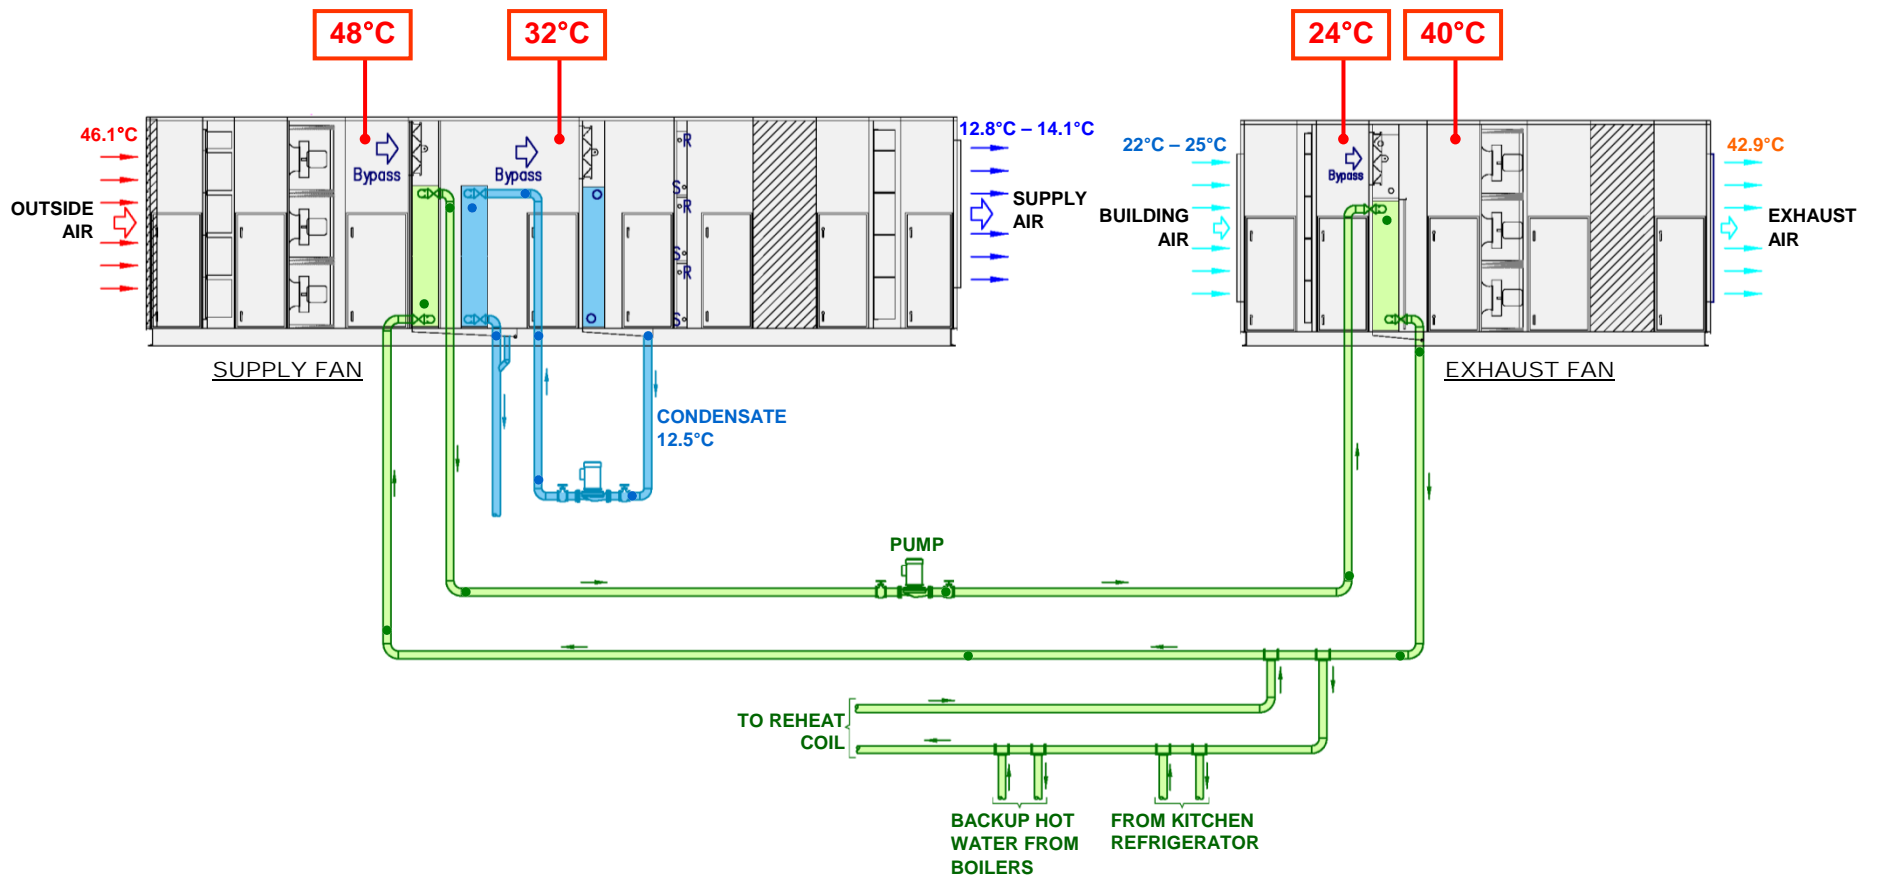 48°C
32°C
24°C
40°C
46.1°C
12.8°C – 14.1°C
22°C – 25°C
42.9°C
Bypass
Bypass
Bypass
R
S
R
S
R
S
OUTSIDE
AIR
SUPPLY
AIR
BUILDING
AIR
EXHAUST
AIR
SUPPLY FAN
EXHAUST FAN
CONDENSATE
12.5°C
PUMP
TO REHEAT
COIL
BACKUP HOT
WATER FROM
BOILERS
FROM KITCHEN
REFRIGERATOR